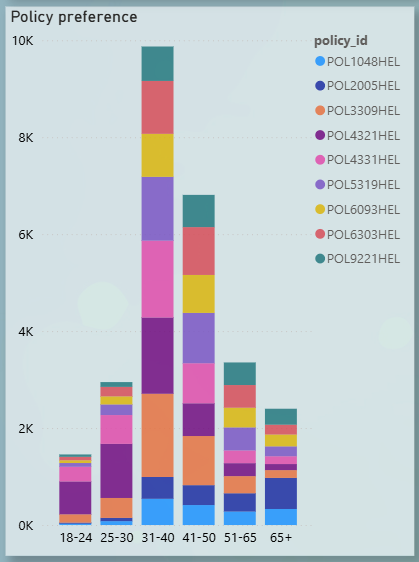 Policy preference
policy_id
10K
POL1048HEL
POL2005HEL
POL3309HEL
8K
POL4321HEL
POL4331HEL
POL5319HEL
POL6093HEL
6K
POL6303HEL
POL9221HEL
4K
2K
0K
18-24 25-30 31-40 41-50 51-65 65+